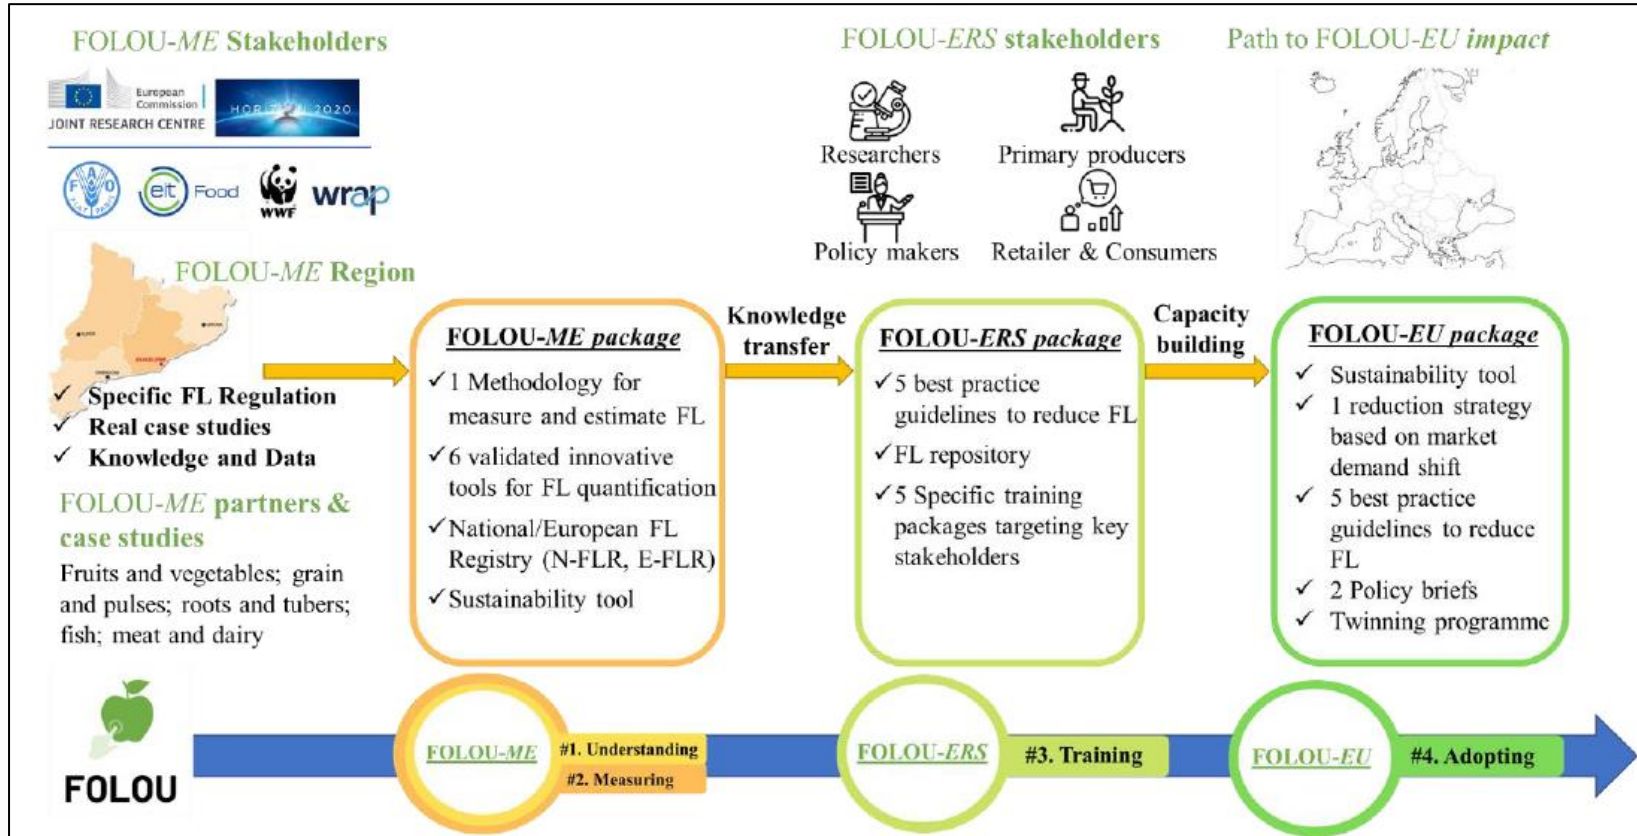 FOLOU-ME Stakeholders
European
Commission
JOINT RESEARCH CENTRE
HORIZON 2020
FAO
FIAT PANIS
eit Food
WWF
wrap
FOLOU-ME Region
Specific FL Regulation
Real case studies
Knowledge and Data
FOLOU-ME partners &
case studies
Fruits and vegetables; grain
and pulses; roots and tubers;
fish; meat and dairy
FOLOU-ERS stakeholders
Researchers
Primary producers
Policy makers
Retailer & Consumers
Path to FOLOU-EU impact
FOLOU-ME package
✓1 Methodology for
measure and estimate FL
✓6 validated innovative
tools for FL quantification
✓National/European FL
Registry (N-FLR, E-FLR)
✓Sustainability tool
Knowledge
transfer
FOLOU-ERS package
✓5 best practice
guidelines to reduce FL
✓FL repository
✓5 Specific training
packages targeting key
stakeholders
Capacity
building
FOLOU-EU package
✓ Sustainability tool
✓ 1 reduction strategy
based on market
demand shift
✓ 5 best practice
guidelines to reduce
FL
✓ 2 Policy briefs
✓ Twinning programme
FOLOU
FOLOU-ME
#1. Understanding
#2. Measuring
FOLOU-ERS
#3. Training
FOLOU-EU
#4. Adopting